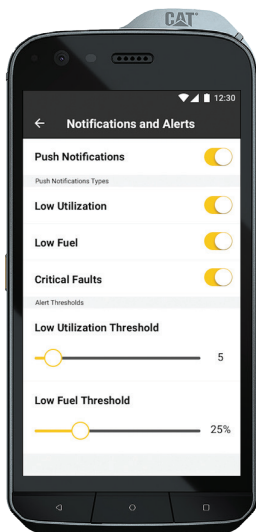 CAT
12:30
Notifications and Alerts
Push Notifications
Push Notifications Types
Low Utilization
Low Fuel
Critical Faults
Alert Thresholds
Low Utilization Threshold
5
Low Fuel Threshold
25%